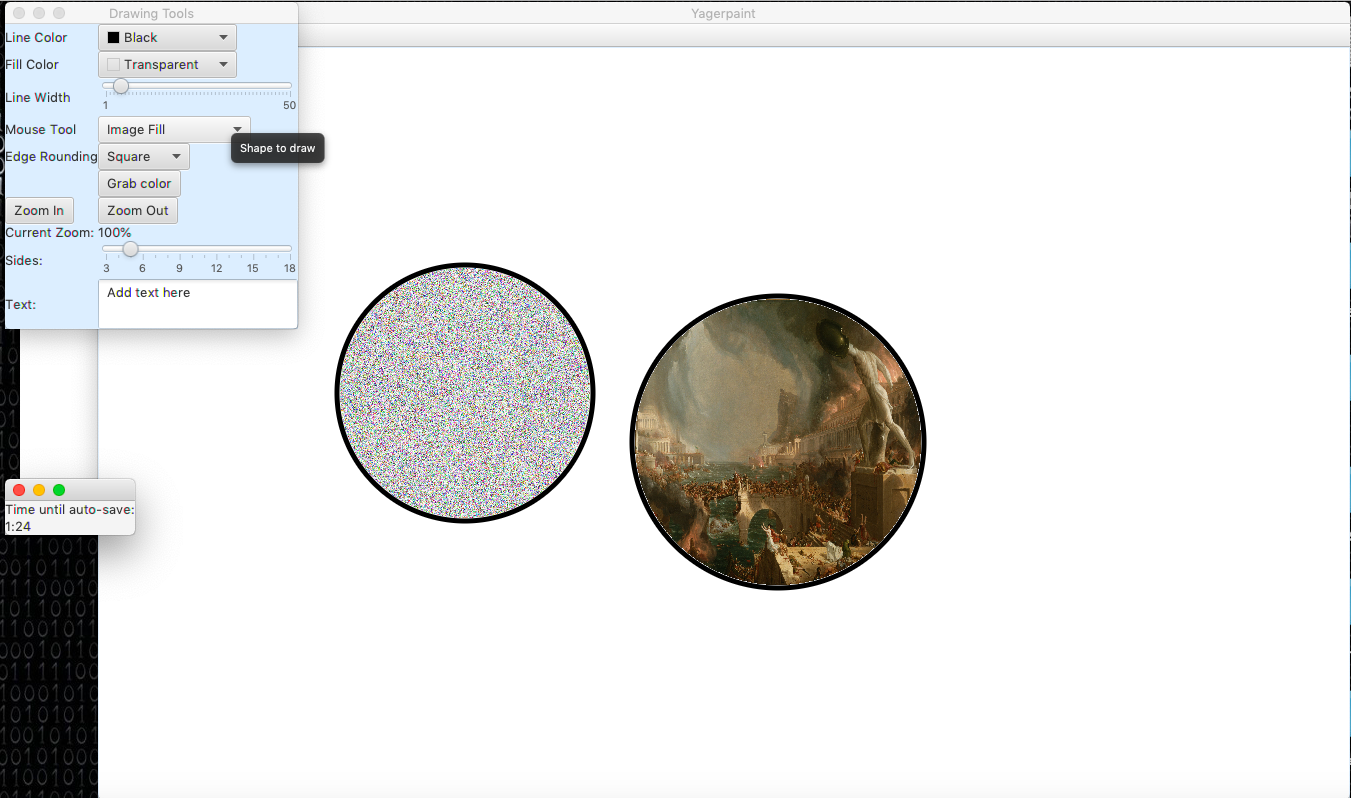 Drawing Tools
Yagerpaint
Line Color
Black
Fill Color
Transparent
Line Width
1
50
Mouse Tool
Image Fill
Shape to draw
Edge Rounding
Square
Grab color
Zoom In
Zoom Out
Current Zoom: 100%
Sides:
3 6 9 12 15 18
Text:
Add text here
Time until auto-save:
1:24